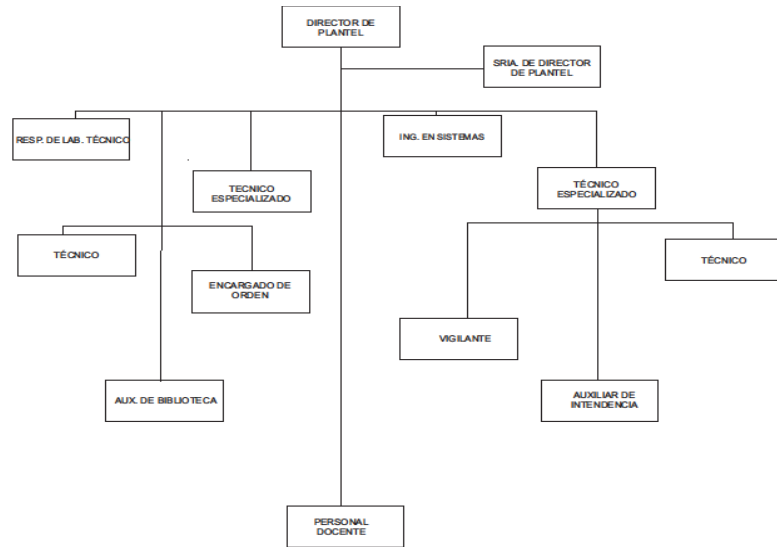 DIRECTOR DE
PLANTEL
SRIA. DE DIRECTOR
DE PLANTEL
RESP. DE LAB. TÉCNICO
ING. EN SISTEMAS
TECNICO
ESPECIALIZADO
TÉCNICO
ESPECIALIZADO
TÉCNICO
TÉCNICO
ENCARGADO DE
ORDEN
VIGILANTE
AUX. DE BIBLIOTECA
AUXILIAR DE
INTENDENCIA
PERSONAL
DOCENTE